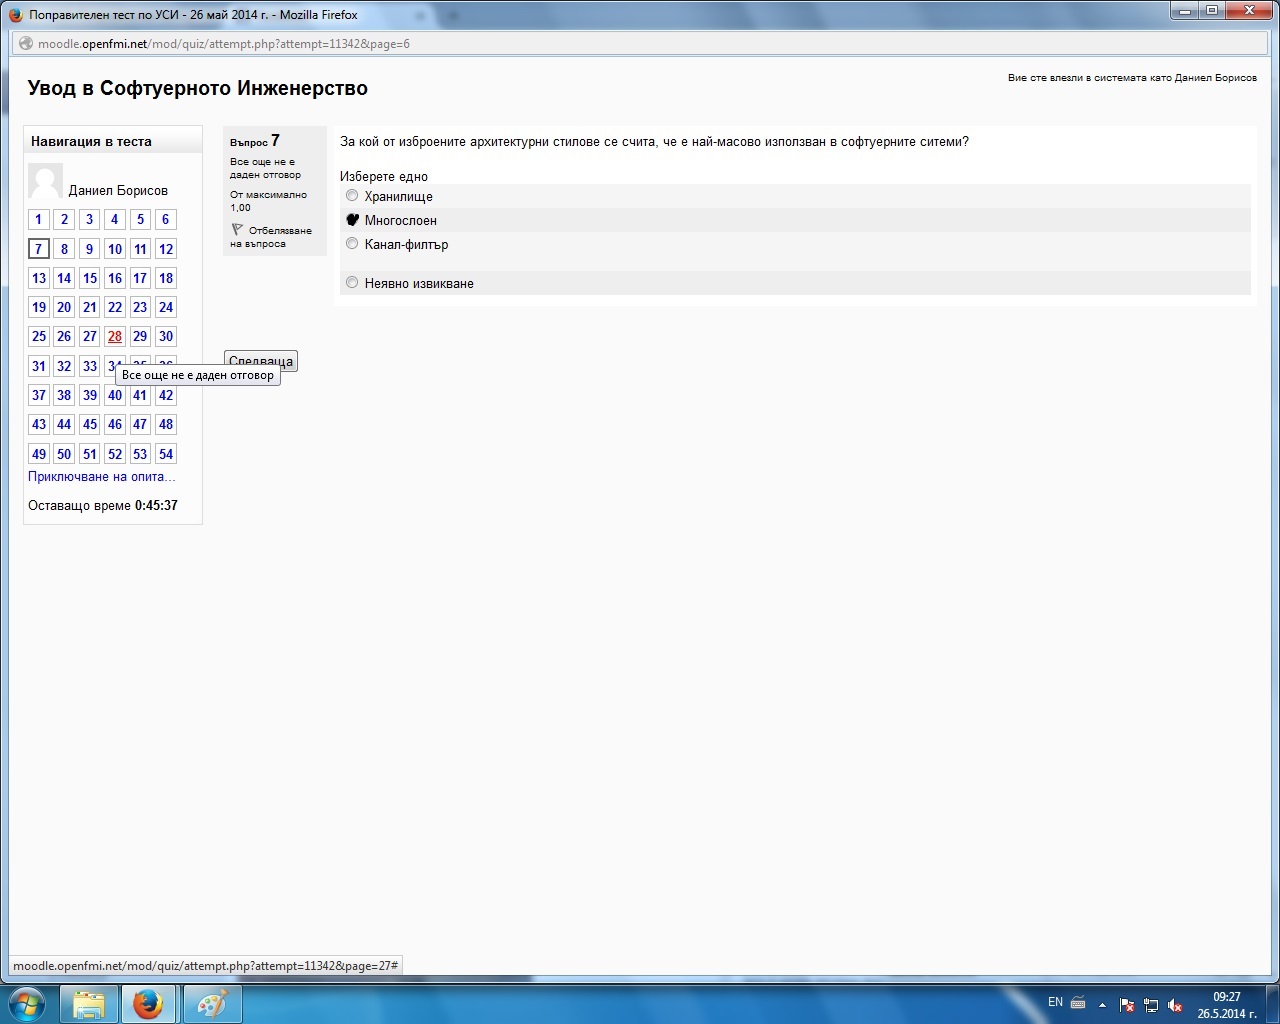 Поправителен тест по УСИ - 26 май 2014 г. - Mozilla Firefox
moodle.openfmi.net/mod/quiz/attempt.php?attempt=11342&page=6
Увод в Софтуерното Инженерство
Вие сте влезли в системата като Даниел Борисов
Навигация в теста
Даниел Борисов
1 2 3 4 5 6
7 8 9 10 11 12
13 14 15 16 17 18
19 20 21 22 23 24
25 26 27 28 29 30
31 32 33
37 38 39 40 41 42
43 44 45 46 47 48
49 50 51 52 53 54
Приключване на опита...
Оставащо време 0:45:37
Въпрос 7
Все още не е
даден отговор
От максимално
1,00
Отбелязване
на въпроса
За кой от изброените архитектурни стилове се счита, че е най-масово използван в софтуерните ситеми?
Изберете едно
Хранилище
Многослоен
Канал-филтър
Неявно извикване
Следваща
Все още не е даден отговор
moodle.openfmi.net/mod/quiz/attempt.php?attempt=11342&page=27#
EN
09:27
26.5.2014 г.